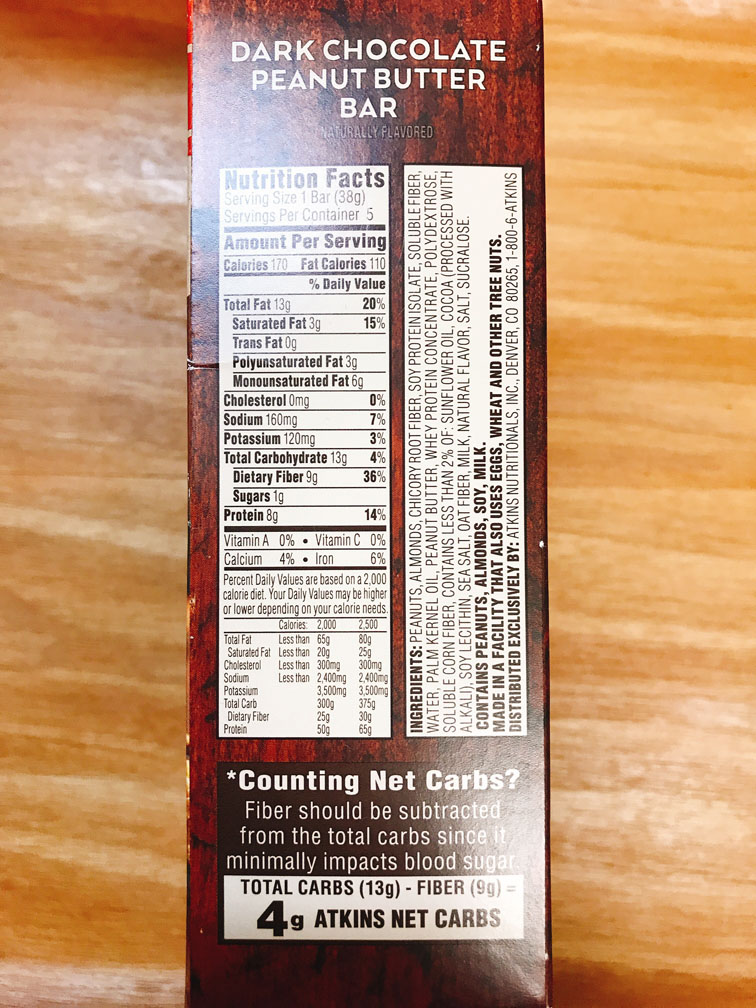 DARK CHOCOLATE
PEANUT BUTTER
BAR
NATURALLY FLAVORED
Nutrition Facts
Serving Size 1 Bar (38g)
Servings Per Container 5
Amount Per Serving
Calories 170 Fat Calories 110
% Daily Value
Total Fat 13g 20%
Saturated Fat 3g 15%
Trans Fat 0g
Polyunsaturated Fat 3g
Monounsaturated Fat 6g
Cholesterol 0mg 0%
Sodium 160mg 7%
Potassium 120mg 3%
Total Carbohydrate 13g 4%
Dietary Fiber 9g 36%
Sugars 1g
Protein 8g 14%
Vitamin A 0% • Vitamin C 0%
Calcium 4% • Iron 6%
Percent Daily Values are based on a 2,000
calorie diet. Your Daily Values may be higher
or lower depending on your calorie needs.
Calories: 2,000 2,500
Total Fat Less than 65g 80g
Saturated Fat Less than 20g 25g
Cholesterol Less than 300mg 300mg
Sodium Less than 2,400mg 2,400mg
Potassium 3,500mg 3,500mg
Total Carb 300g 375g
Dietary Fiber 25g 30g
Protein 50g 65g
INGREDIENTS: PEANUTS, ALMONDS, CHICORY ROOT FIBER, SOY PROTEIN ISOLATE, SOLUBLE FIBER,
WATER, PALM KERNEL OIL, PEANUT BUTTER, WHEY PROTEIN CONCENTRATE, POLYDEXTROSE,
SOLUBLE CORN FIBER, CONTAINS LESS THAN 2% OF: SUNFLOWER OIL, COCOA (PROCESSED WITH
ALKALI), SOY LECITHIN, SEA SALT, OAT FIBER, MILK, NATURAL FLAVOR, SALT, SUCRALOSE.
CONTAINS PEANUTS, ALMONDS, SOY, MILK.
MADE IN A FACILITY THAT ALSO USES EGGS, WHEAT AND OTHER TREE NUTS.
DISTRIBUTED EXCLUSIVELY BY: ATKINS NUTRITIONALS, INC., DENVER, CO 80265, 1-800-6-ATKINS
*Counting Net Carbs?
Fiber should be subtracted
from the total carbs since it
minimally impacts blood sugar.
TOTAL CARBS (13g) - FIBER (9g) =
4g ATKINS NET CARBS